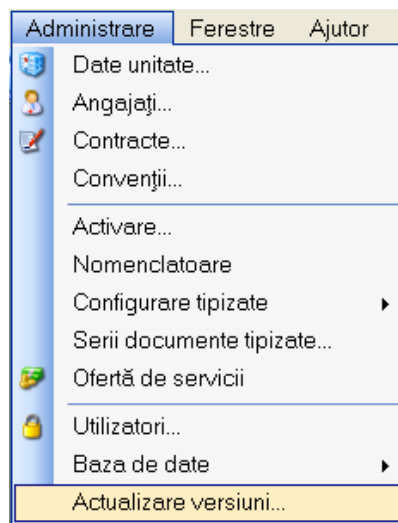 Administrare Ferestre Ajutor
Date unitate...
Angajaţi...
Contracte...
Convenţii...
Activare...
Nomenclatoare
Configurare tipizate
Serii documente tipizate...
Ofertă de servicii
Utilizatori...
Baza de date
Actualizare versiuni...